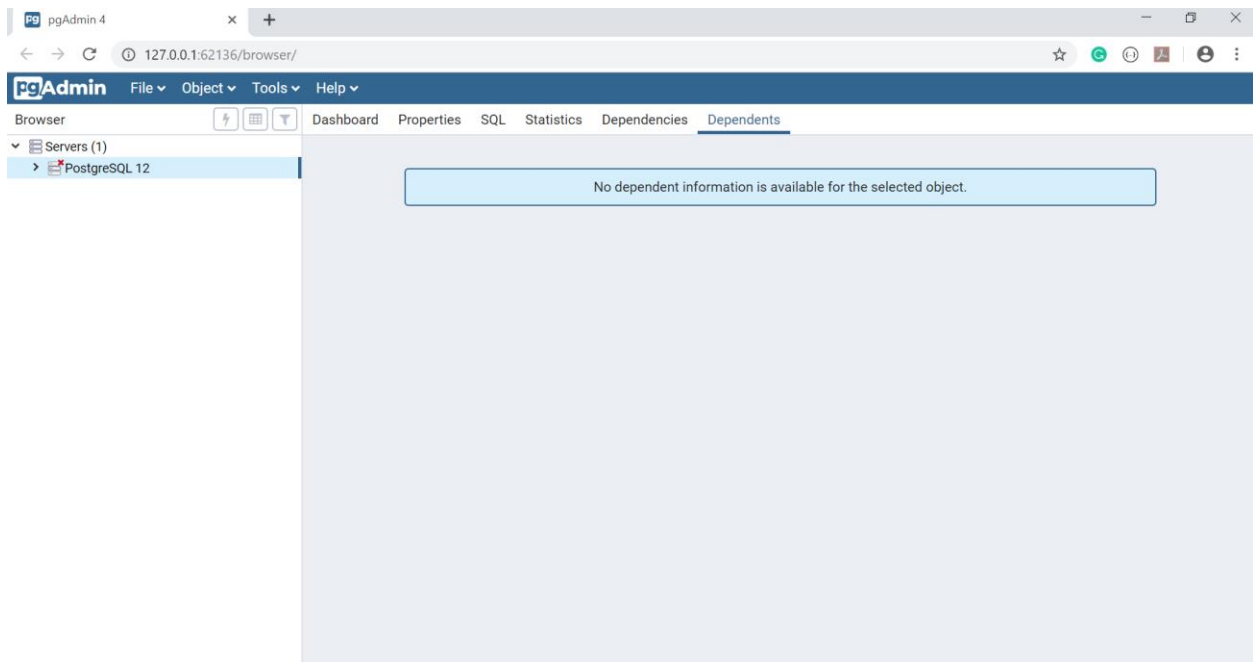 pgAdmin 4
127.0.0.1:62136/browser/
pgAdmin File Object Tools Help
Browser Dashboard Properties SQL Statistics Dependencies Dependents
Servers (1)
PostgreSQL 12
No dependent information is available for the selected object.